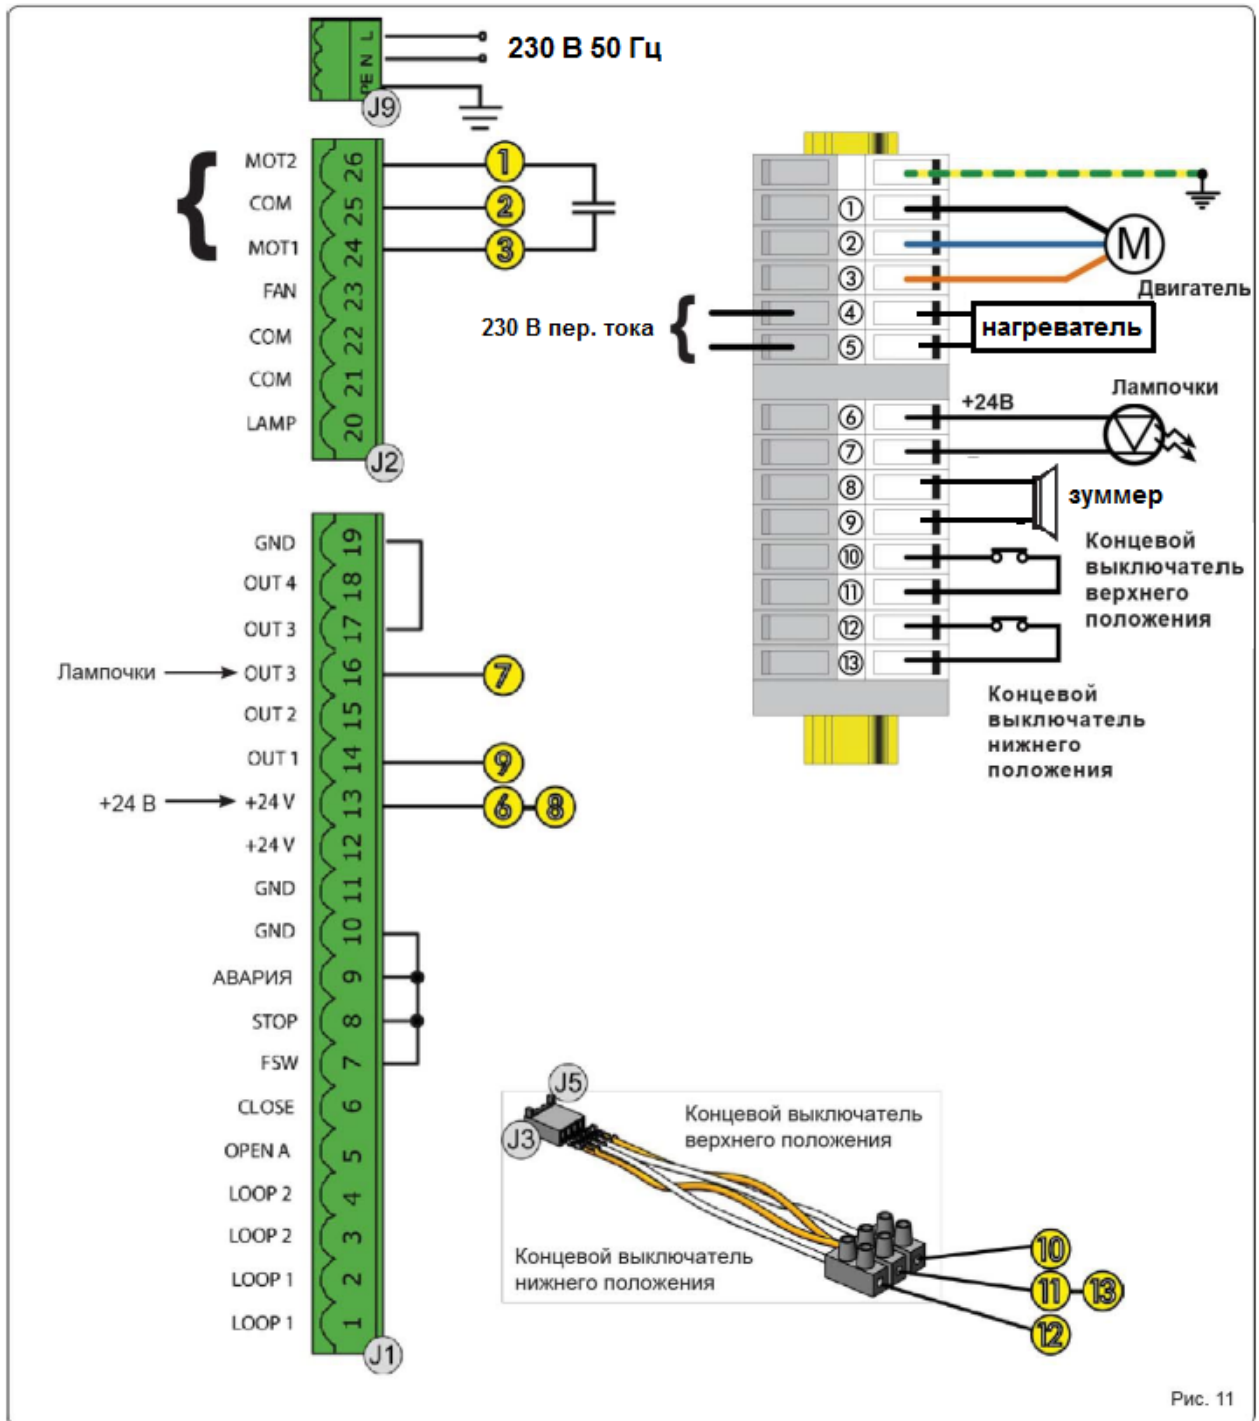 L
N
PE
230 В 50 Гц
J9
MOT2 26 1
COM 25 2
MOT1 24 3
FAN 23
COM 22
COM 21
LAMP 20
J2
1
2
3
4
5
M
Двигатель
230 В пер. тока
нагреватель
6
7
8
9
10
11
12
13
+24В
Лампочки
зуммер
Концевой
выключатель
верхнего
положения
Концевой
выключатель
нижнего
положения
GND 19
OUT 4 18
OUT 3 17
Лампочки OUT 3 16 7
OUT 2 15
OUT 1 14 9
+24 В +24 V 13 6 8
+24 V 12
GND 11
GND 10
АВАРИЯ 9
STOP 8
FSW 7
CLOSE 6
OPEN A 5
LOOP 2 4
LOOP 2 3
LOOP 1 2
LOOP 1 1
J1
J5
J3
Концевой выключатель
верхнего положения
Концевой выключатель
нижнего положения
10
11 13
12
Рис. 11